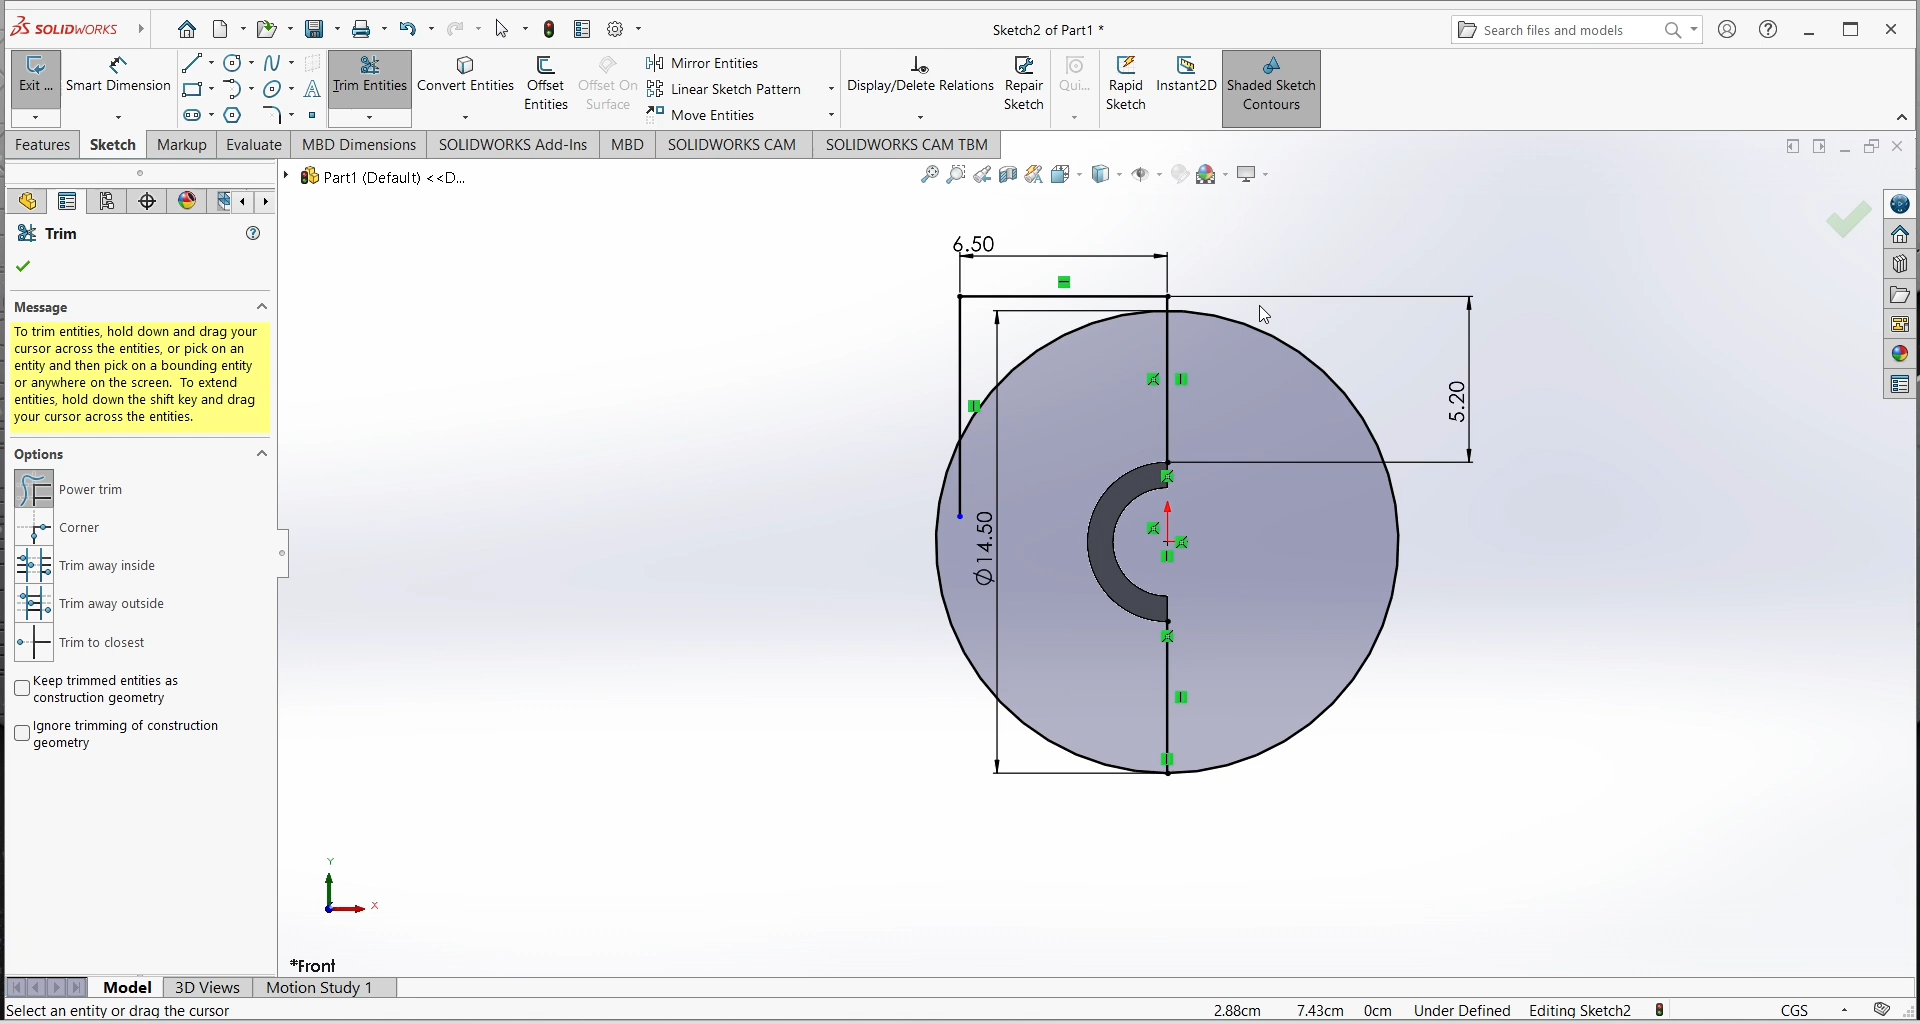 SOLIDWORKS
Sketch2 of Part1 *
Search files and models
Exit ...
Smart Dimension
Trim Entities
Convert Entities
Offset
Entities
Offset On
Surface
Mirror Entities
Linear Sketch Pattern
Move Entities
Display/Delete Relations
Repair
Sketch
Qui...
Rapid
Sketch
Instant2D
Shaded Sketch
Contours
Features
Sketch
Markup
Evaluate
MBD Dimensions
SOLIDWORKS Add-Ins
MBD
SOLIDWORKS CAM
SOLIDWORKS CAM TBM
Part1 (Default) <<D...
Trim
Message
To trim entities, hold down and drag your
cursor across the entities, or pick on an
entity and then pick on a bounding entity
or anywhere on the screen. To extend
entities, hold down the shift key and drag
your cursor across the entities.
Options
Power trim
Corner
Trim away inside
Trim away outside
Trim to closest
Keep trimmed entities as
construction geometry
Ignore trimming of construction
geometry
6.50
5.20
Ø14.50
Y
X
*Front
Model
3D Views
Motion Study 1
Select an entity or drag the cursor
2.88cm
7.43cm
0cm
Under Defined
Editing Sketch2
CGS